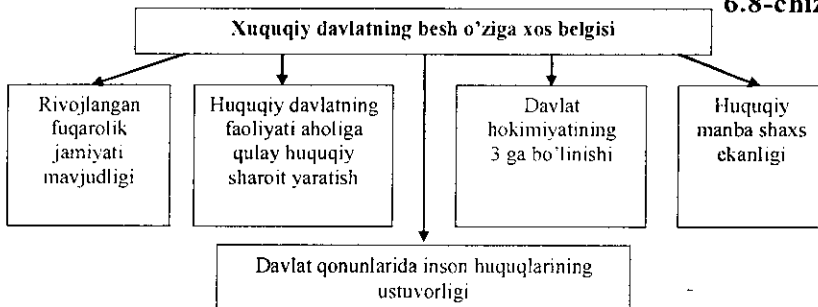 6.8-chiz
Xuquqiy davlatning besh o'ziga xos belgisi
Rivojlangan
fuqarolik
jamiyati
mavjudligi
Huquqiy davlatning
faoliyati aholiga
qulay huquqiy
sharoit yaratish
Davlat
hokimiyatining
3 ga bo'linishi
Huquqiy
manba shaxs
ekanligi
Davlat qonunlarida inson huquqlarining
ustuvorligi